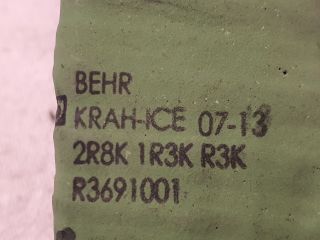 BEHR
KRAH-ICE 07-13
2R8K 1R3K R3K
R3691001